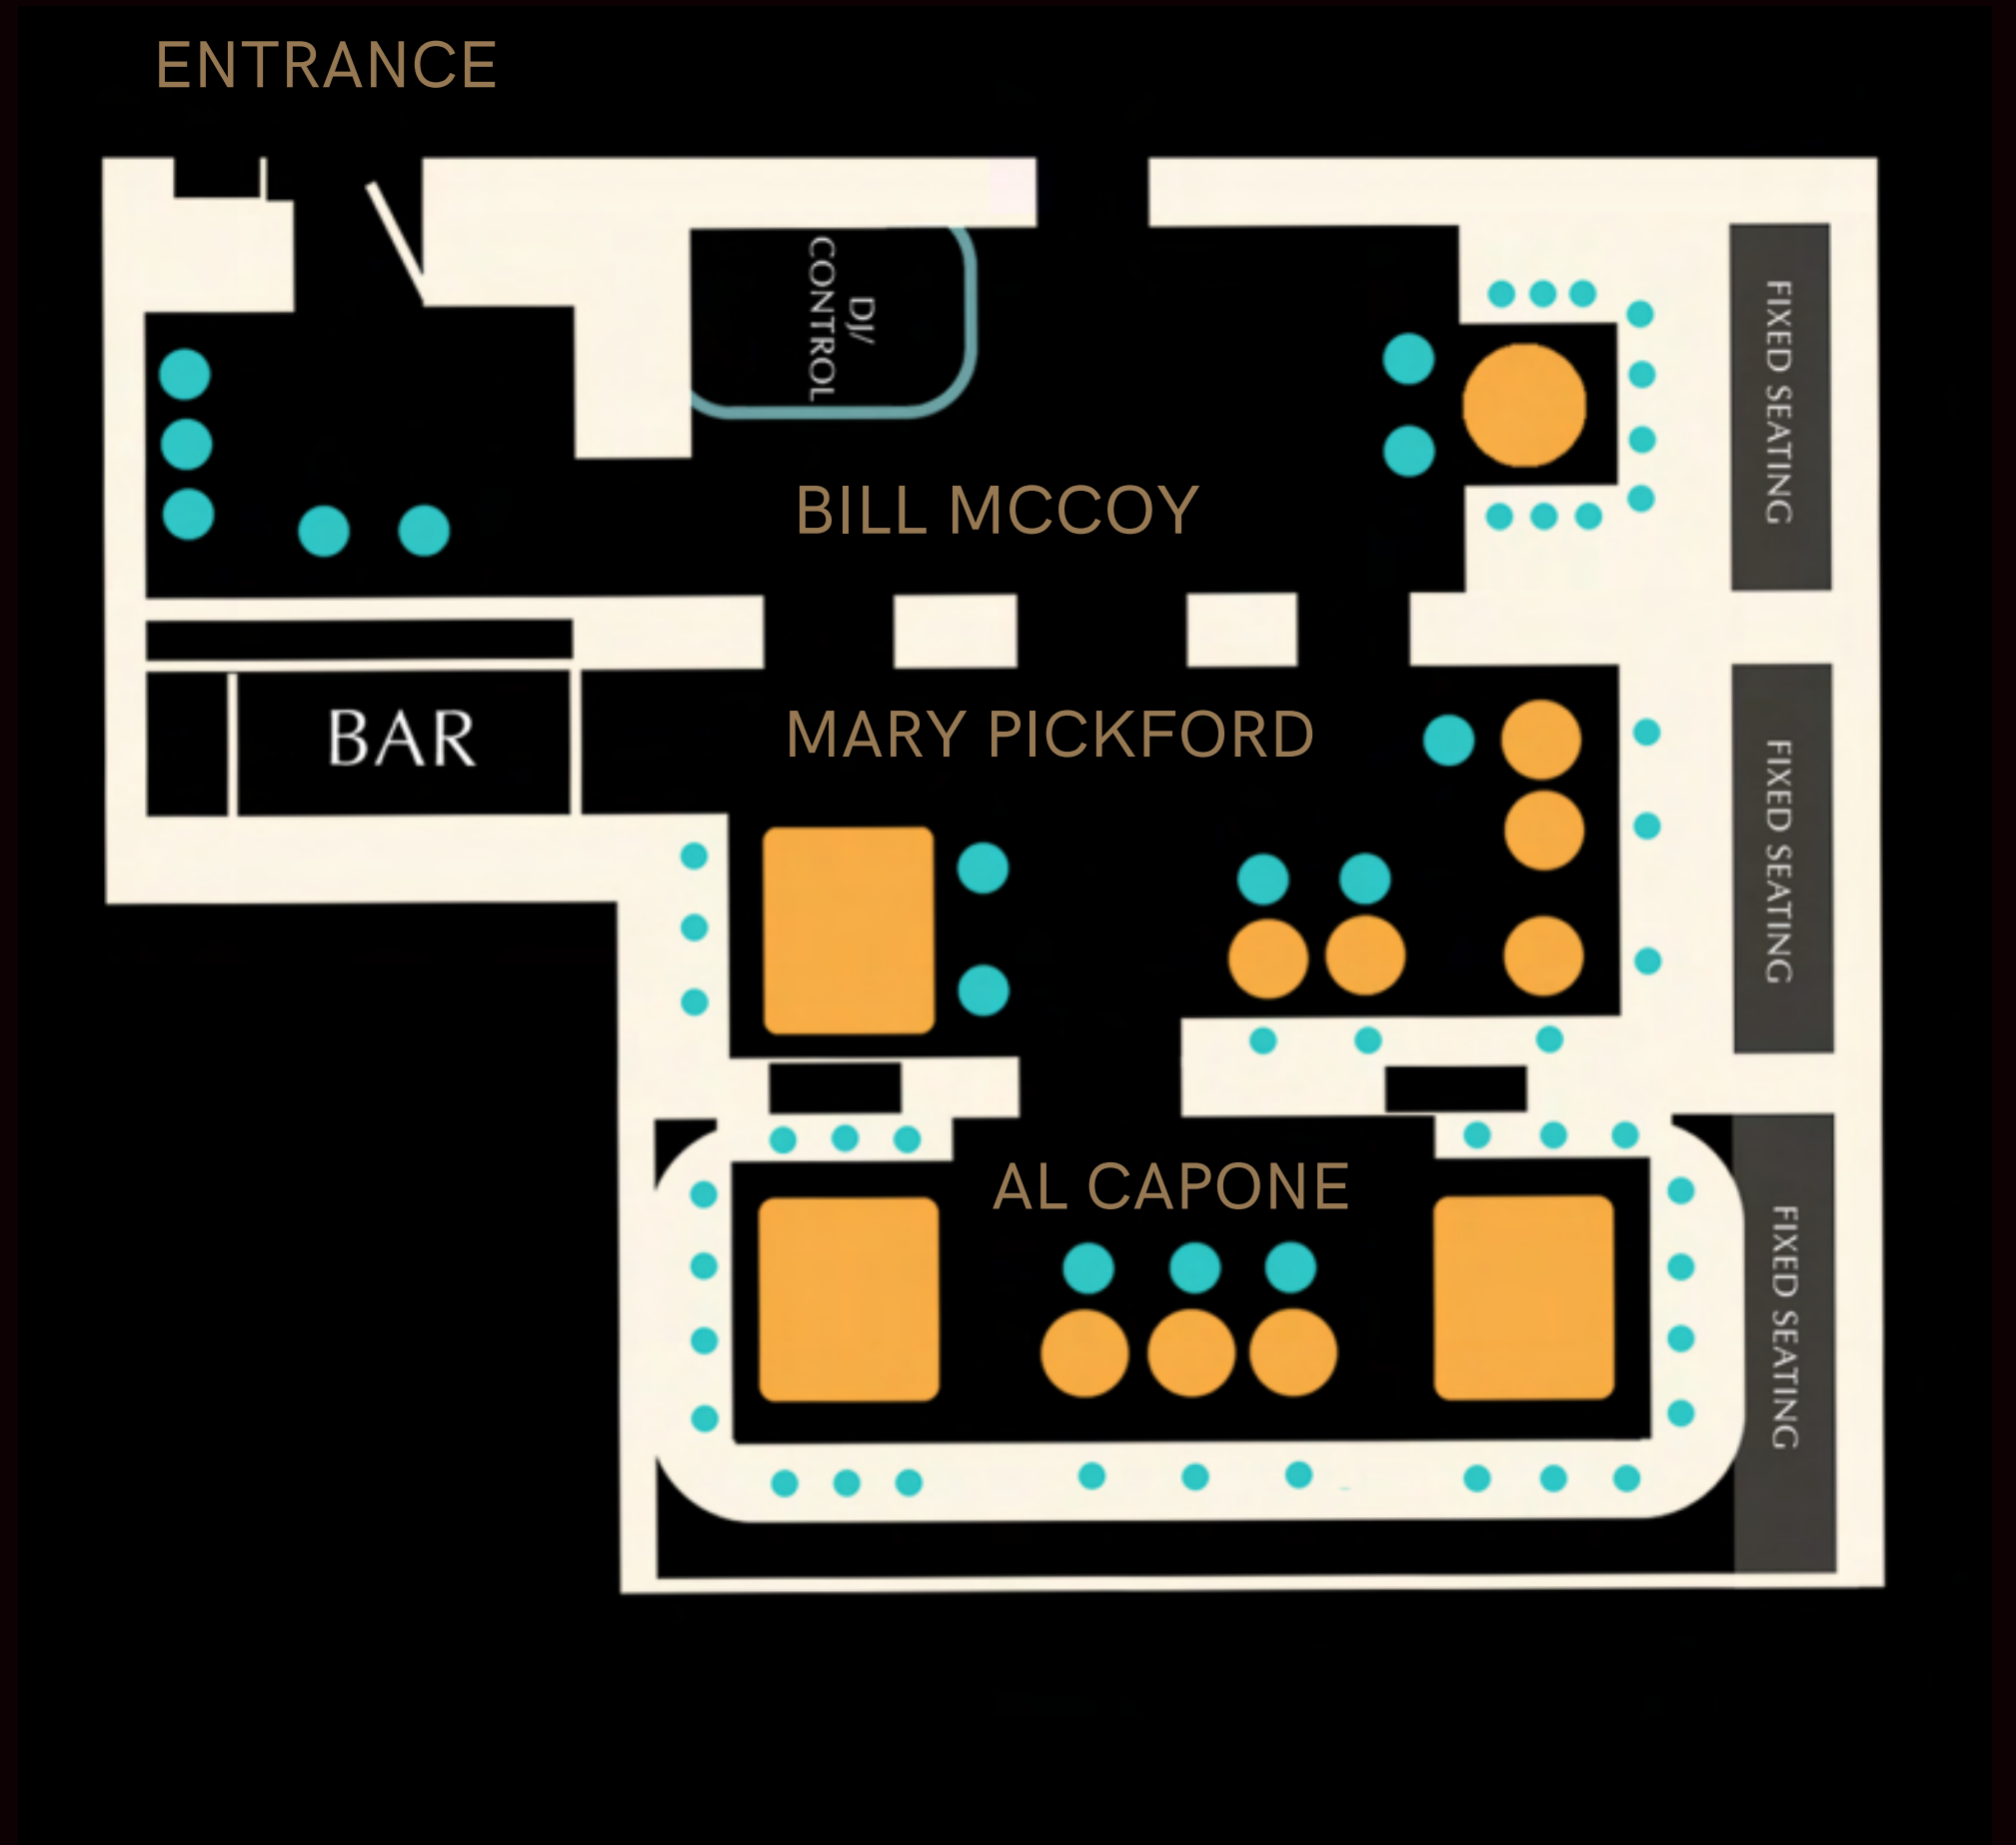 ENTRANCE
DJ/
CONTROL
FIXED SEATING
BILL MCCOY
BAR
MARY PICKFORD
FIXED SEATING
AL CAPONE
FIXED SEATING